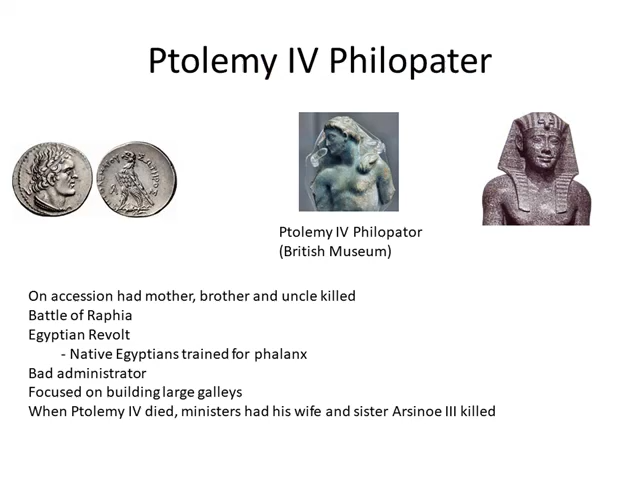 Ptolemy IV Philopater
Ptolemy IV Philopator
(British Museum)
On accession had mother, brother and uncle killed
Battle of Raphia
Egyptian Revolt
- Native Egyptians trained for phalanx
Bad administrator
Focused on building large galleys
When Ptolemy IV died, ministers had his wife and sister Arsinoe III killed